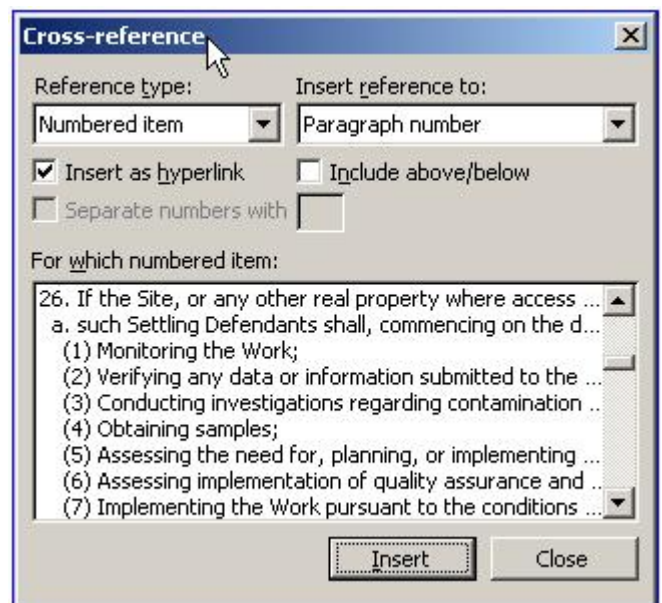 Cross-reference
Reference type:
Insert reference to:
Numbered item
Paragraph number
Insert as hyperlink
Include above/below
Separate numbers with
For which numbered item:
26. If the Site, or any other real property where access ...
a. such Settling Defendants shall, commencing on the d...
(1) Monitoring the Work;
(2) Verifying any data or information submitted to the ...
(3) Conducting investigations regarding contamination ..
(4) Obtaining samples;
(5) Assessing the need for, planning, or implementing ...
(6) Assessing implementation of quality assurance and ...
(7) Implementing the Work pursuant to the conditions ...
Insert
Close